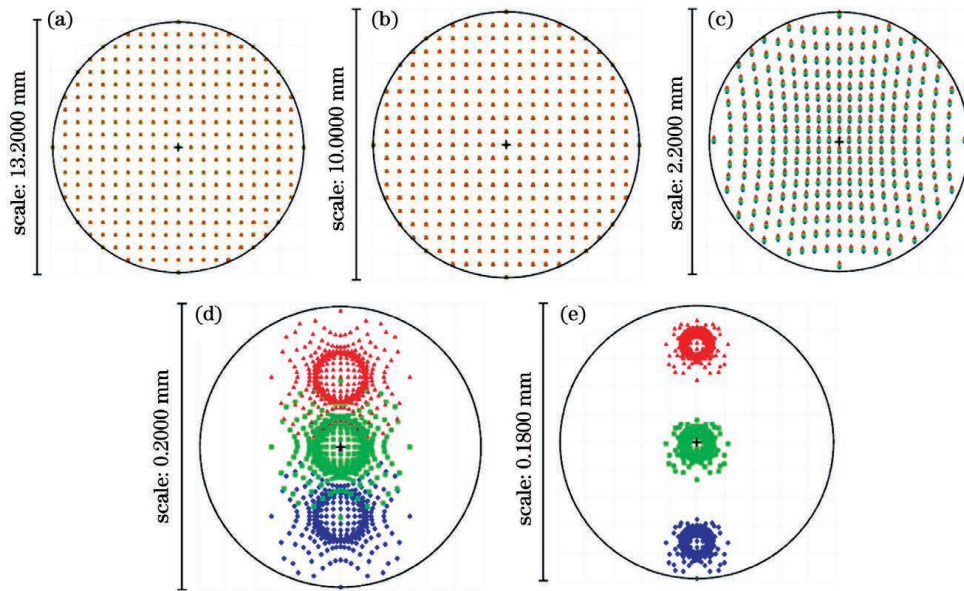 (a)
scale: 13.2000 mm
(b)
scale: 10.0000 mm
(c)
scale: 2.2000 mm
(d)
scale: 0.2000 mm
(e)
scale: 0.1800 mm